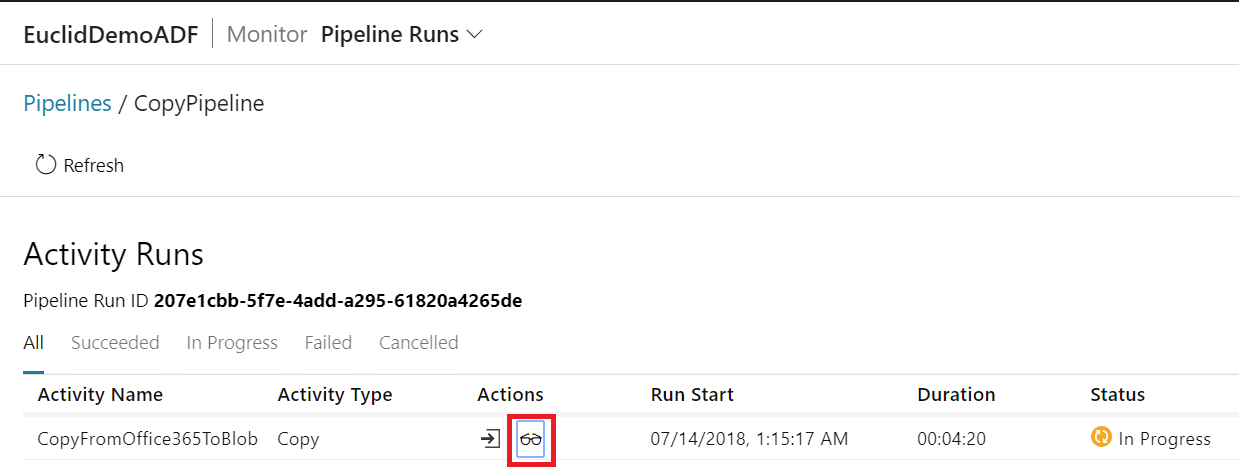 EuclidDemoADF Monitor Pipeline Runs
Pipelines / CopyPipeline
Refresh
Activity Runs
Pipeline Run ID 207e1cbb-5f7e-4add-a295-61820a4265de
All Succeeded In Progress Failed Cancelled
Activity Name Activity Type Actions Run Start Duration Status
CopyFromOffice365ToBlob Copy 07/14/2018, 1:15:17 AM 00:04:20 In Progress